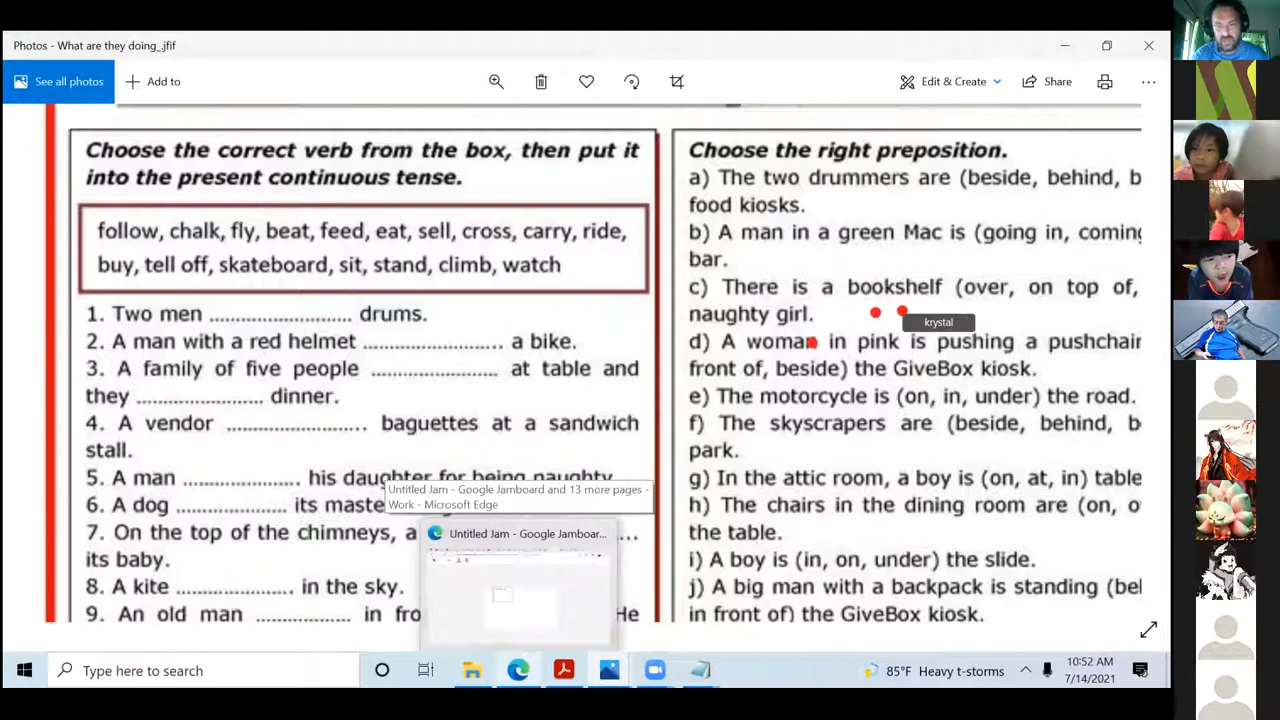 Photos - What are they doing_.jfif
See all photos
Add to
Edit & Create
Share
Choose the correct verb from the box, then put it
into the present continuous tense.
follow, chalk, fly, beat, feed, eat, sell, cross, carry, ride,
buy, tell off, skateboard, sit, stand, climb, watch
1. Two men ...................... drums.
2. A man with a red helmet ...................... a bike.
3. A family of five people .................... at table and
they .................... dinner.
4. A vendor ...................... baguettes at a sandwich
stall.
5. A man .................. his daughter for being naughty
6. A dog ................. its maste
7. On the top of the chimneys, a
its baby.
8. A kite .................. in the sky.
9. An old man ............... in fro He
Choose the right preposition.
a) The two drummers are (beside, behind, b
food kiosks.
b) A man in a green Mac is (going in, coming
bar.
c) There is a bookshelf (over, on top of,
naughty girl.
krystal
d) A woman in pink is pushing a pushchair
front of, beside) the GiveBox kiosk.
e) The motorcycle is (on, in, under) the road.
f) The skyscrapers are (beside, behind, b
park.
g) In the attic room, a boy is (on, at, in) table
h) The chairs in the dining room are (on, o
the table.
i) A boy is (in, on, under) the slide.
j) A big man with a backpack is standing (bel
in front of) the GiveBox kiosk.
Untitled Jam - Google Jamboard and 13 more pages -
Work - Microsoft Edge
Untitled Jam - Google Jamboar...
Type here to search
85°F Heavy t-storms
10:52 AM
7/14/2021